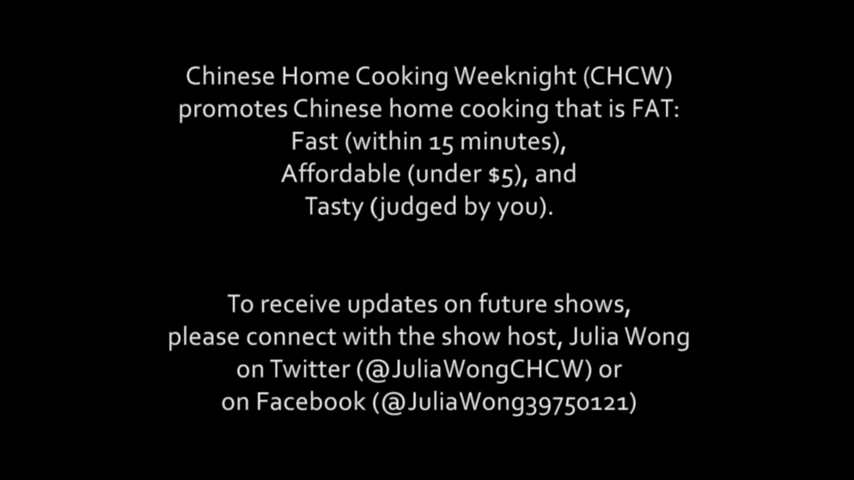 Chinese Home Cooking Weeknight (CHCW)
promotes Chinese home cooking that is FAT:
Fast (within 15 minutes),
Affordable (under $5), and
Tasty (judged by you).
To receive updates on future shows,
please connect with the show host, Julia Wong
on Twitter (@JuliaWongCHCW) or
on Facebook (@JuliaWong39750121)